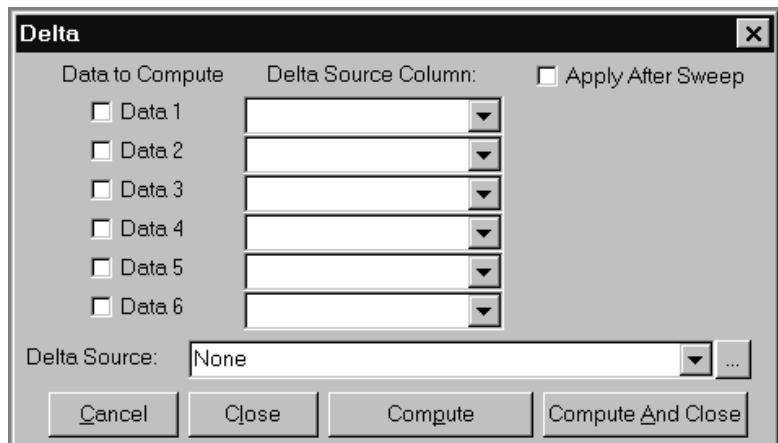 Delta
Data to Compute Delta Source Column: Apply After Sweep
Data 1
Data 2
Data 3
Data 4
Data 5
Data 6
Delta Source: None ...
Cancel Close Compute Compute And Close